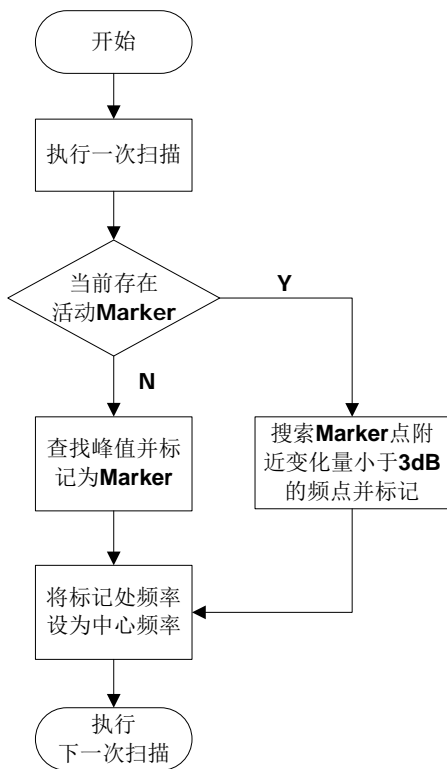 开始
执行一次扫描
当前存在
活动Marker
Y
N
查找峰值并标
记为Marker
搜索Marker点附
近变化量小于3dB
的频点并标记
将标记处频率
设为中心频率
执行
下一次扫描